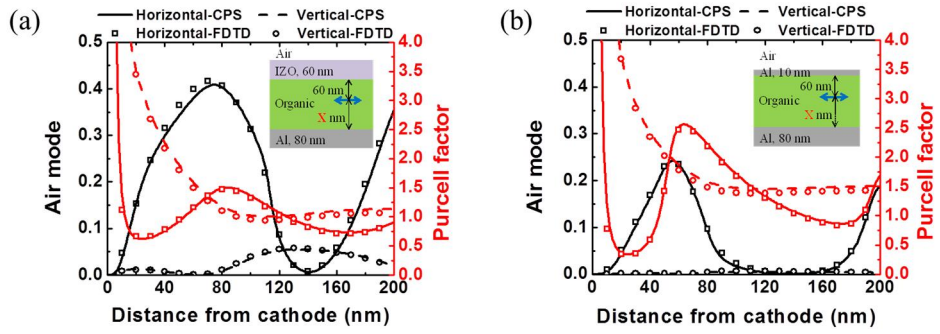 (a)
Horizontal-CPS Vertical-CPS
Horizontal-FDTD Vertical-FDTD
0.5
0.4
0.3
0.2
0.1
0.0
Air mode
4.0
3.5
3.0
2.5
2.0
1.5
1.0
0.5
0.0
Purcell factor
Air
IZO, 60 nm
60 nm
Organic
X nm
Al, 80 nm
0 40 80 120 160 200
Distance from cathode (nm)
(b)
Horizontal-CPS Vertical-CPS
Horizontal-FDTD Vertical-FDTD
0.5
0.4
0.3
0.2
0.1
0.0
Air mode
4.0
3.5
3.0
2.5
2.0
1.5
1.0
0.5
0.0
Purcell factor
Air
Al, 10 nm
60 nm
Organic
X nm
Al, 80 nm
0 40 80 120 160 200
Distance from cathode (nm)